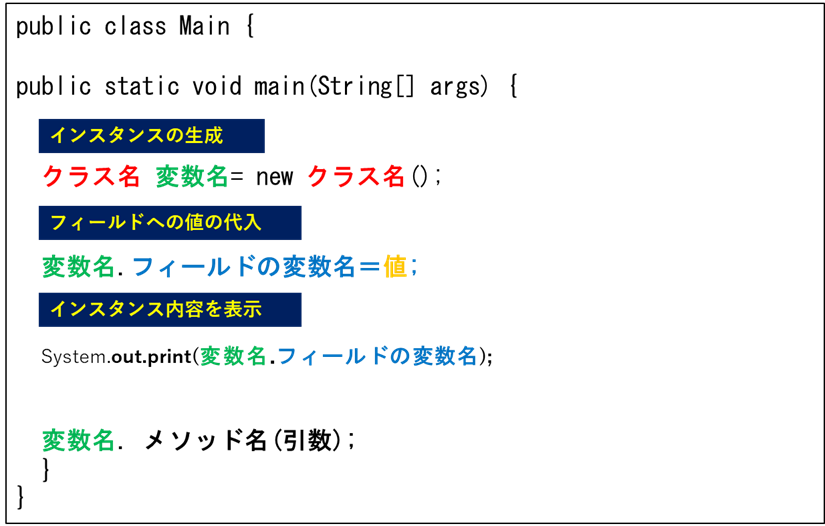 public class Main {
public static void main(String[] args) {
インスタンスの生成
クラス名 変数名= new クラス名();
フィールドへの値の代入
変数名.フィールドの変数名＝値;
インスタンス内容を表示
System.out.print(変数名.フィールドの変数名);
変数名. メソッド名(引数);
}
}